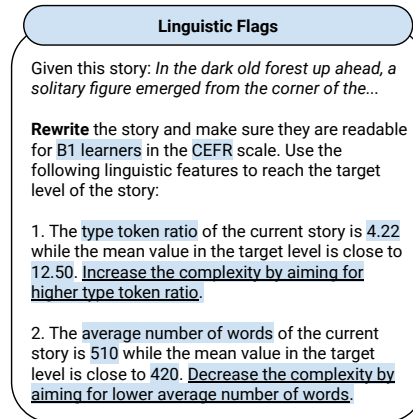 Linguistic Flags
Given this story: In the dark old forest up ahead, a
solitary figure emerged from the corner of the...
Rewrite the story and make sure they are readable
for B1 learners in the CEFR scale. Use the
following linguistic features to reach the target
level of the story:
1. The type token ratio of the current story is 4.22
while the mean value in the target level is close to
12.50. Increase the complexity by aiming for
higher type token ratio.
2. The average number of words of the current
story is 510 while the mean value in the target
level is close to 420. Decrease the complexity by
aiming for lower average number of words.